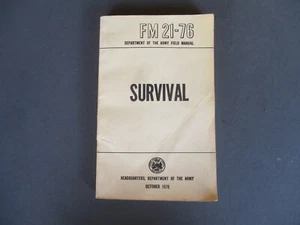 FM 21-76
DEPARTMENT OF THE ARMY FIELD MANUAL
SURVIVAL
HEADQUARTERS, DEPARTMENT OF THE ARMY
OCTOBER 1970